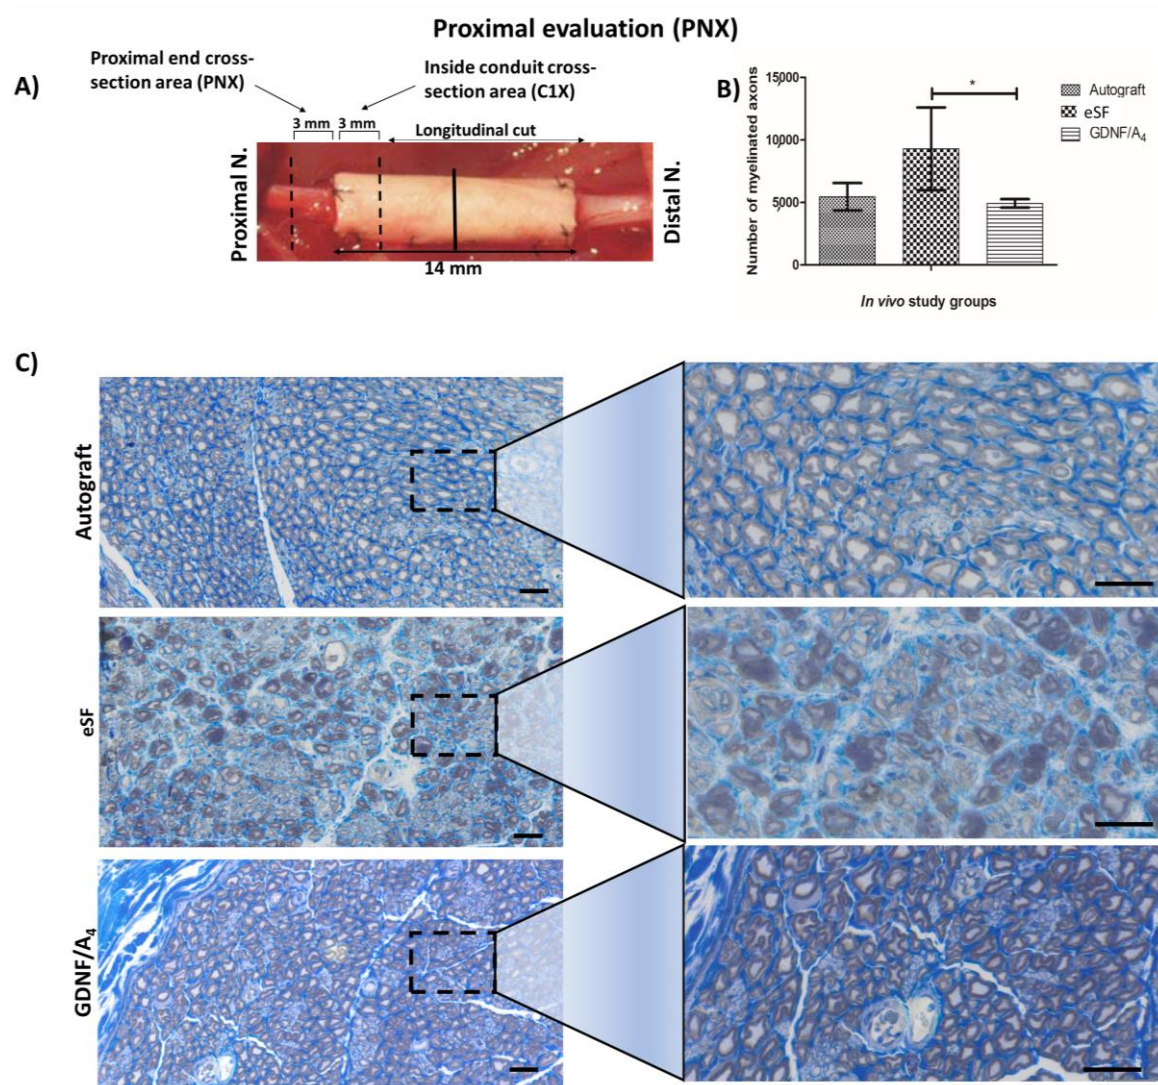 Proximal evaluation (PNX)
A)
Proximal end cross-
section area (PNX)
Inside conduit cross-
section area (C1X)
3 mm
3 mm
Longitudinal cut
Proximal N.
Distal N.
14 mm
B)
Number of myelinated axons
15000
10000
5000
0
*
Autograft
eSF
GDNF/A₄
In vivo study groups
C)
Autograft
eSF
GDNF/A₄